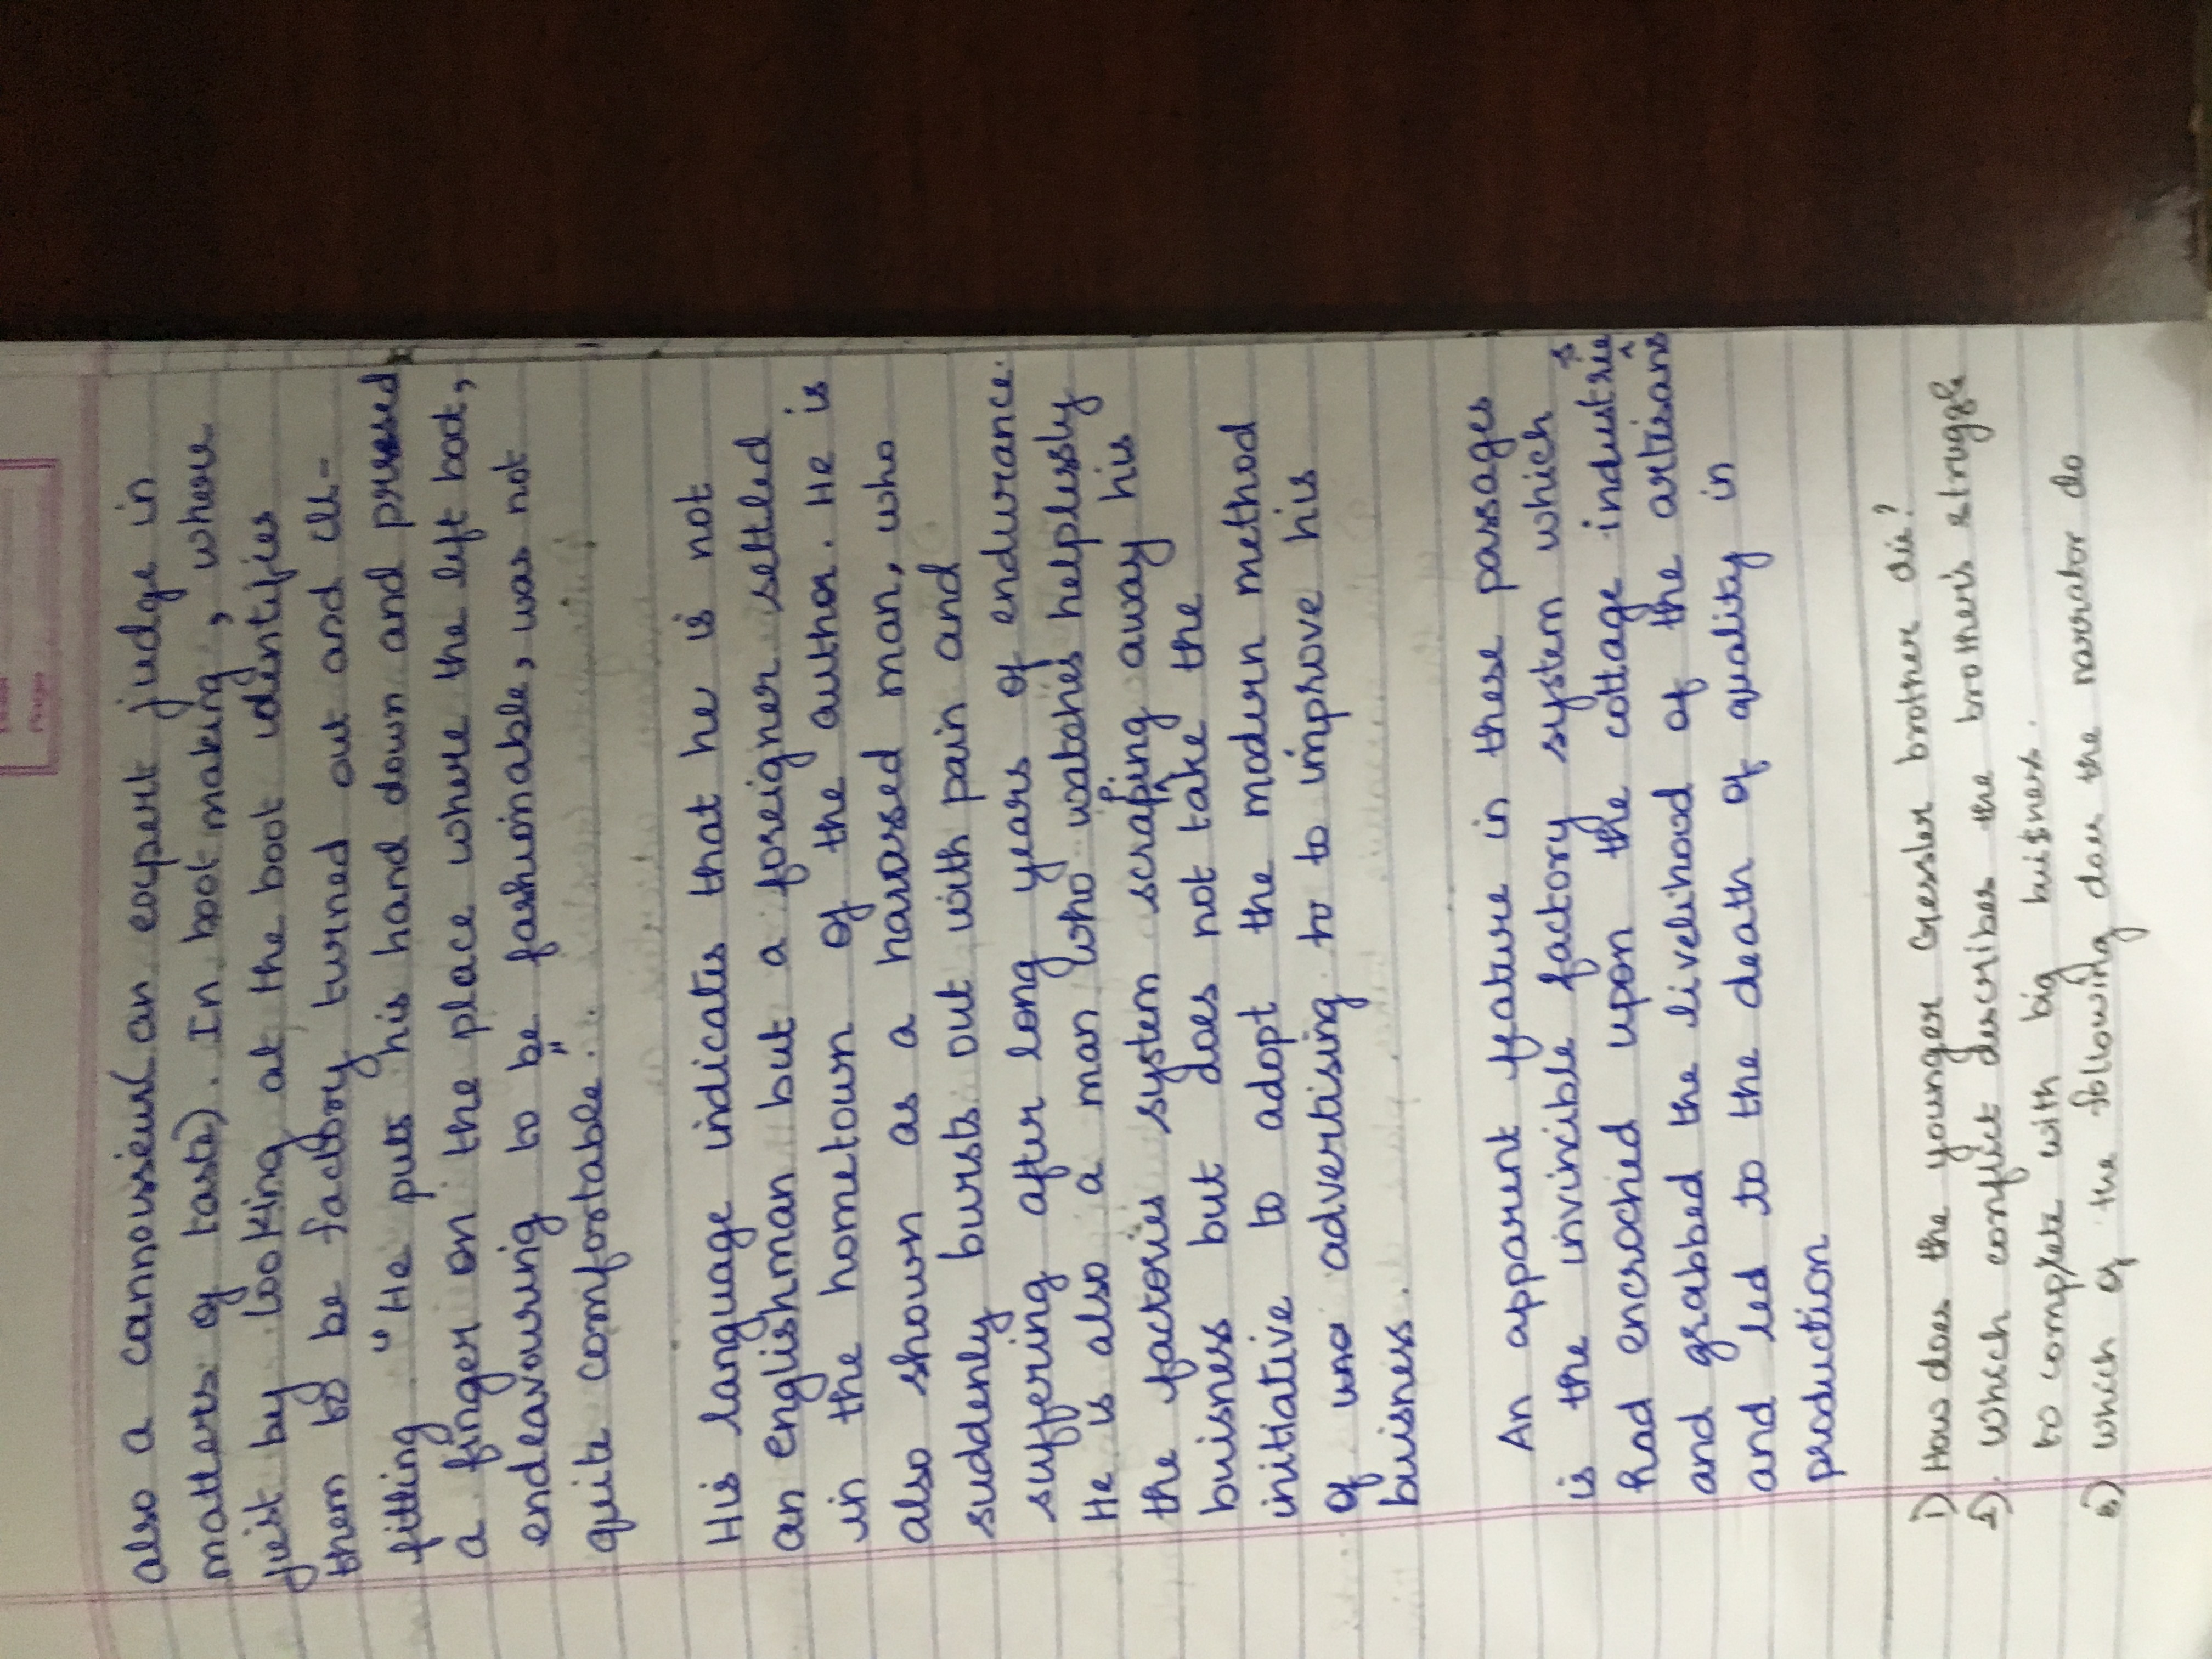 Page
also a cannoisseur(an expert judge in
matters of taste). In boot making, where
just by looking at the boot identifies
them to be factory turned out and ill-
fitting. "He puts his hand down and pressed
a finger on the place where the left boot,
endeavouring to be fashionable, was not
quite comfortable".
His language indicates that he is not
an englishman but a foreigner settled
in the hometown of the author. He is
also shown as a harassed man, who
suddenly bursts out with pain and
suffering after long years of endurance.
He is also a man who watches helplessly
the factories system scraping away his
buisness but does not take the
initiative to adopt the modern method
of advertising to to improve his
buisness.
An apparent feature in these passages
is the invincible factory system which
had encroched upon the cottage industries
and grabbed the livelihood of the artisans
and led to the death of quality in
production
1) How does the younger Gessler brother die?
2). Which conflict describes the brother's struggle
to complete with big buisness.
3) Which of the following does the narrator do